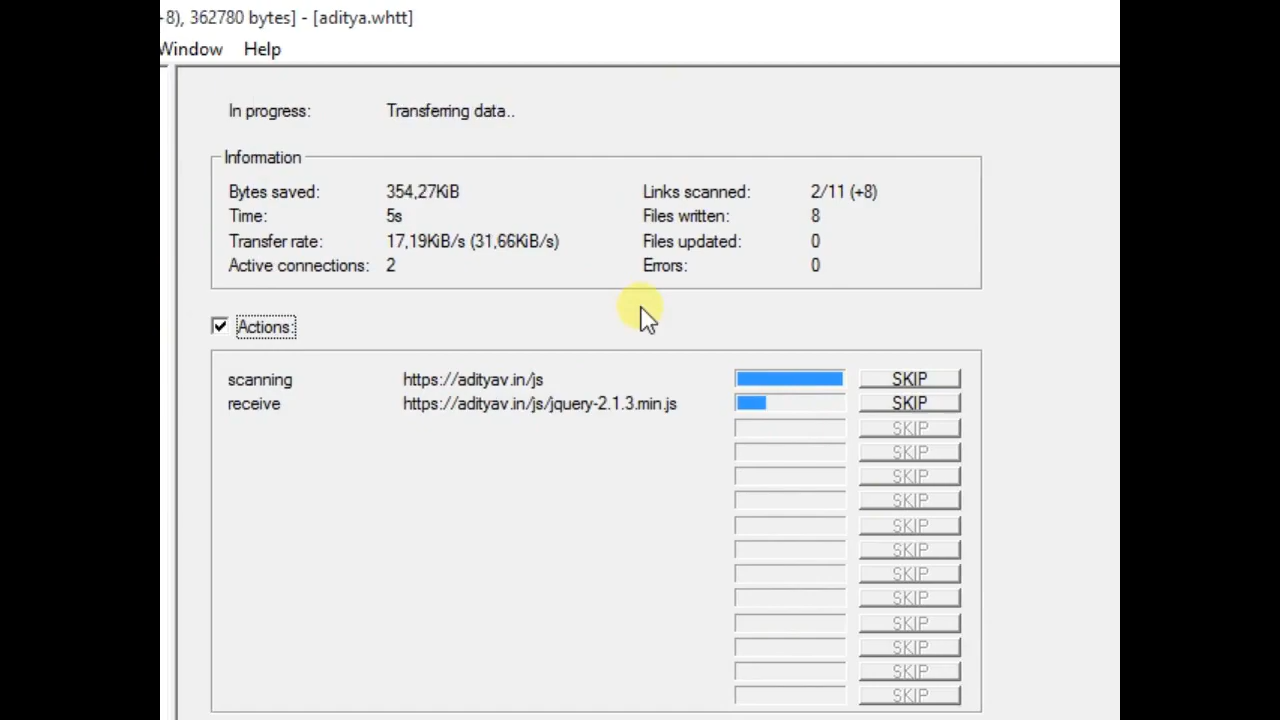 +8), 362780 bytes] - [aditya.whtt]
Window Help
In progress: Transferring data..
Information
Bytes saved: 354,27KiB Links scanned: 2/11 (+8)
Time: 5s Files written: 8
Transfer rate: 17,19KiB/s (31,66KiB/s) Files updated: 0
Active connections: 2 Errors: 0
Actions:
scanning https://adityav.in/js SKIP
receive https://adityav.in/js/jquery-2.1.3.min.js SKIP
SKIP
SKIP
SKIP
SKIP
SKIP
SKIP
SKIP
SKIP
SKIP
SKIP
SKIP
SKIP